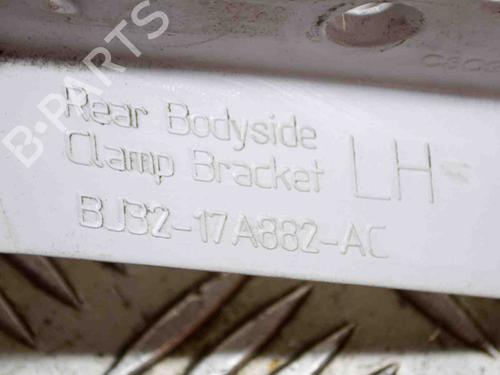 Rear Bodyside
Clamp Bracket LH
BJ32-17A882-AC
B-PARTS